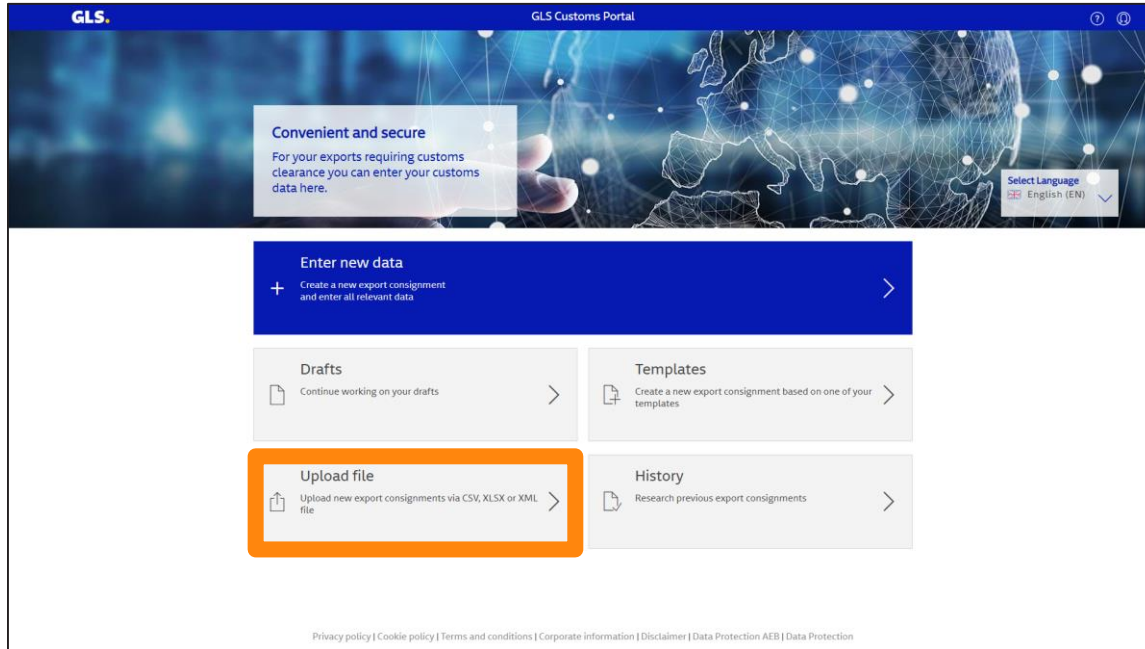 GLS.
GLS Customs Portal
Convenient and secure
For your exports requiring customs
clearance you can enter your customs
data here.
Select Language
English (EN)
Enter new data
Create a new export consignment
and enter all relevant data
Drafts
Continue working on your drafts
Templates
Create a new export consignment based on one of your
templates
Upload file
Upload new export consignments via CSV, XLSX or XML
file
History
Research previous export consignments
Privacy policy | Cookie policy | Terms and conditions | Corporate information | Disclaimer | Data Protection AEB | Data Protection